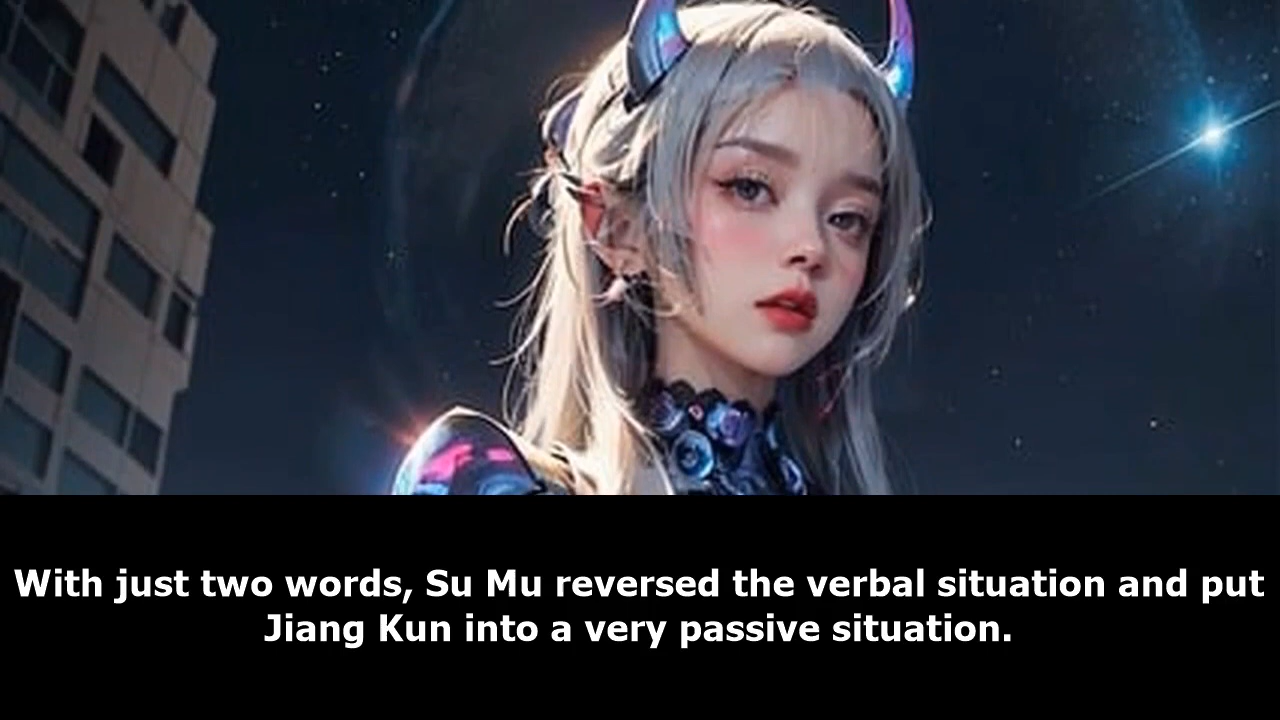 With just two words, Su Mu reversed the verbal situation and put
Jiang Kun into a very passive situation.